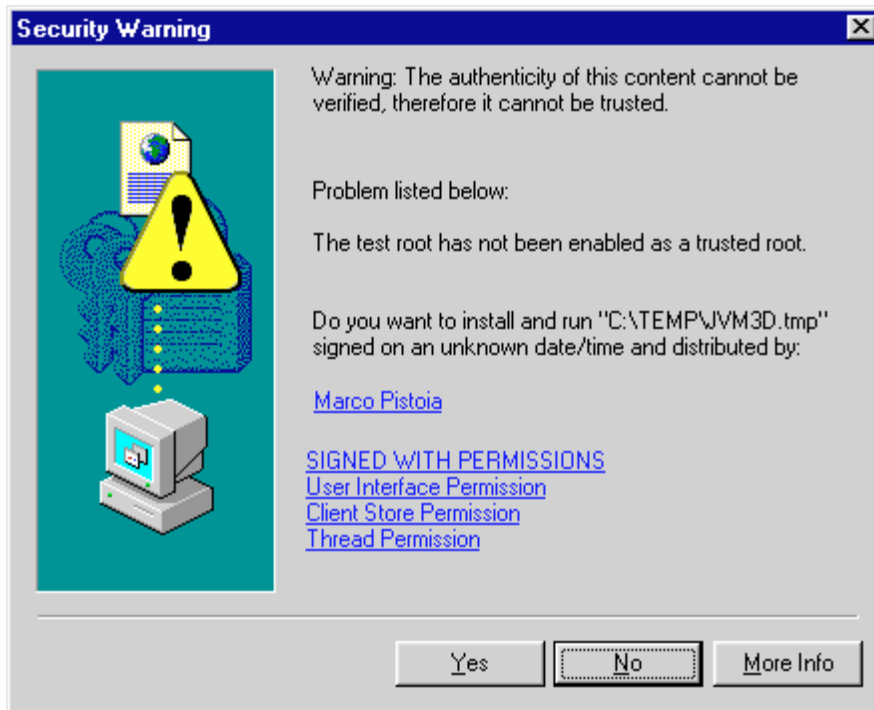 Security Warning
Warning: The authenticity of this content cannot be
verified, therefore it cannot be trusted.
Problem listed below:
The test root has not been enabled as a trusted root.
Do you want to install and run "C:\TEMP\JVM3D.tmp"
signed on an unknown date/time and distributed by:
Marco Pistoia
SIGNED WITH PERMISSIONS
User Interface Permission
Client Store Permission
Thread Permission
Yes
No
More Info